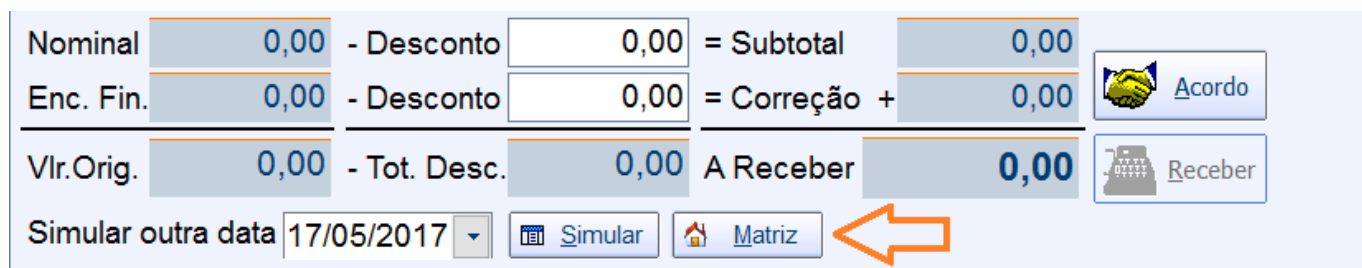 Nominal 0,00 - Desconto 0,00 = Subtotal 0,00
Enc. Fin. 0,00 - Desconto 0,00 = Correção + 0,00
Acordo
Vlr.Orig. 0,00 - Tot. Desc. 0,00 A Receber 0,00
Receber
Simular outra data 17/05/2017 Simular Matriz